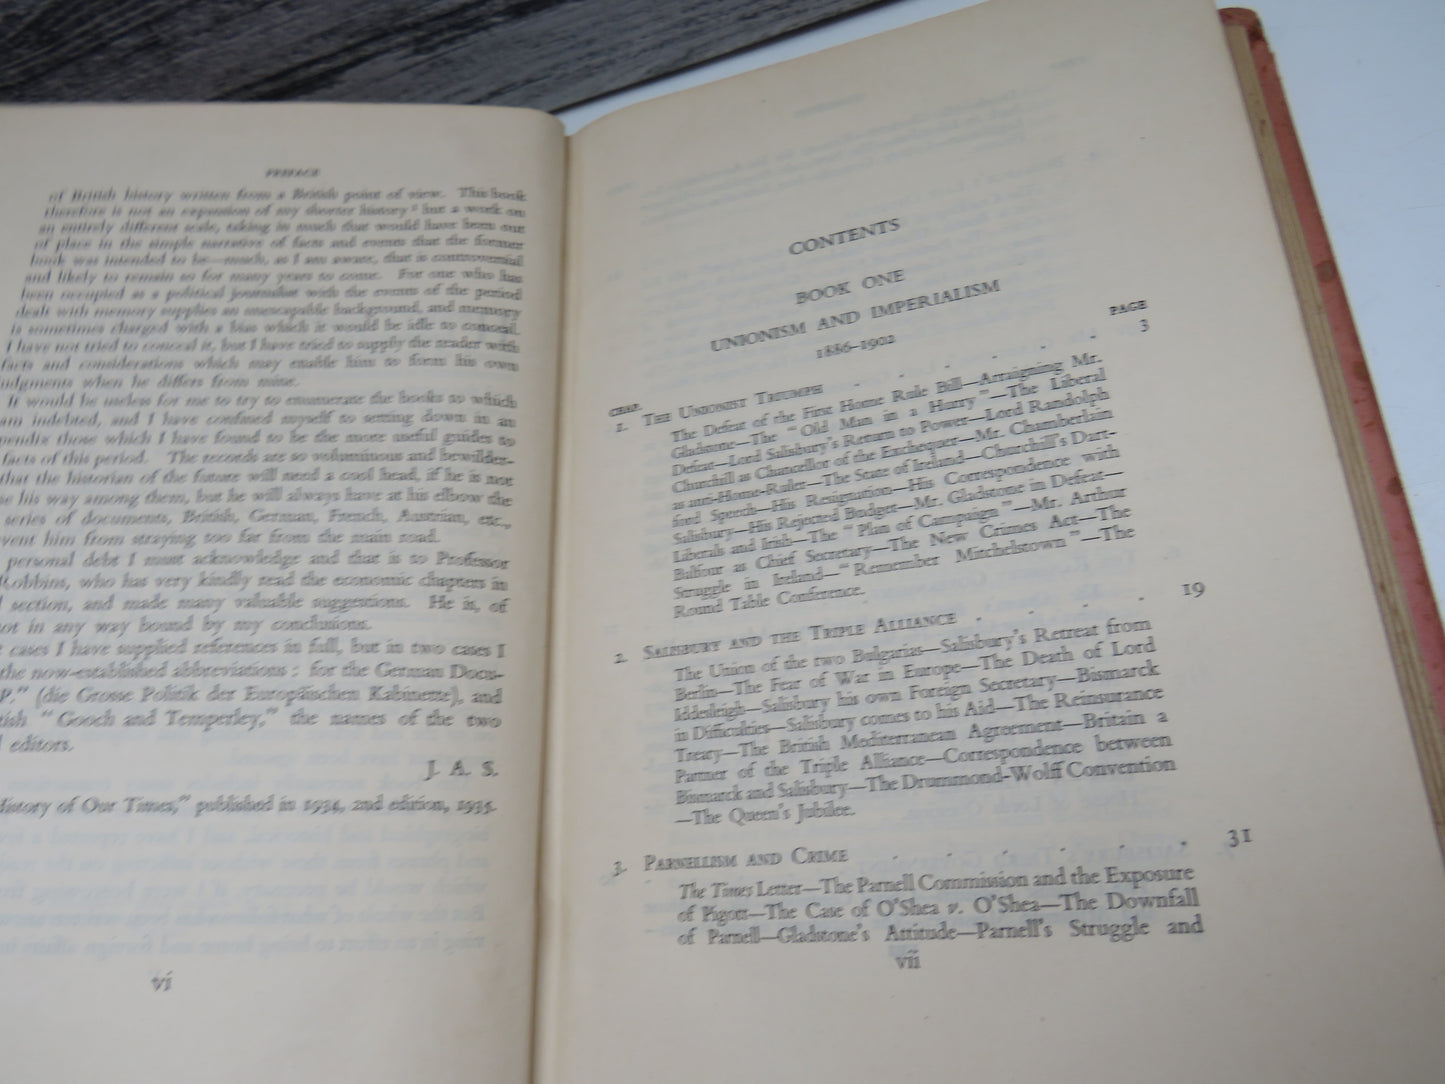 PREFACE
of British history written from a British point of view. This book
therefore is not an expansion of my shorter history¹ but a work on
an entirely different scale, taking in much that would have been out
of place in the simple narrative of facts and events that the former
book was intended to be—much, as I am aware, that is controversial
and likely to remain so for many years to come. For one who has
been occupied as a political journalist with the events of the period
dealt with memory supplies an inescapable background, and memory
is sometimes charged with a bias which it would be idle to conceal.
I have not tried to conceal it, but I have tried to supply the reader with
facts and considerations which may enable him to form his own
judgments when he differs from mine.
It would be useless for me to try to enumerate the books to which
am indebted, and I have confined myself to setting down in an
pendix those which I have found to be the more useful guides to
facts of this period. The records are so voluminous and bewilder-
that the historian of the future will need a cool head, if he is not
se his way among them, but he will always have at his elbow the
series of documents, British, German, French, Austrian, etc.,
vent him from straying too far from the main road.
personal debt I must acknowledge and that is to Professor
Robbins, who has very kindly read the economic chapters in
section, and made many valuable suggestions. He is, of
ot in any way bound by my conclusions.
cases I have supplied references in full, but in two cases I
the now-established abbreviations: for the German Docu-
P." (die Grosse Politik der Europäischen Kabinette), and
tish "Gooch and Temperley," the names of the two
editors.
J. A. S.
History of Our Times," published in 1934, 2nd edition, 1935.
vi
CONTENTS
BOOK ONE
UNIONISM AND IMPERIALISM
1886–1902
CHAP. PAGE
1. THE UNIONIST TRIUMPH . . . . . . 3
The Defeat of the First Home Rule Bill—Arraigning Mr.
Gladstone—The "Old Man in a Hurry"—The Liberal
Defeat—Lord Salisbury's Return to Power—Lord Randolph
Churchill as Chancellor of the Exchequer—Mr. Chamberlain
as anti-Home-Ruler—The State of Ireland—Churchill's Dart-
ford Speech—His Resignation—His Correspondence with
Salisbury—His Rejected Budget—Mr. Gladstone in Defeat—
Liberals and Irish—The "Plan of Campaign"—Mr. Arthur
Balfour as Chief Secretary—The New Crimes Act—The
Struggle in Ireland—"Remember Mitchelstown"—The
Round Table Conference.
2. SALISBURY AND THE TRIPLE ALLIANCE . . . . 19
The Union of the two Bulgarias—Salisbury's Retreat from
Berlin—The Fear of War in Europe—The Death of Lord
Iddesleigh—Salisbury his own Foreign Secretary—Bismarck
in Difficulties—Salisbury comes to his Aid—The Reinsurance
Treaty—The British Mediterranean Agreement—Britain a
Partner of the Triple Alliance—Correspondence between
Bismarck and Salisbury—The Drummond-Wolff Convention
—The Queen's Jubilee.
3. PARNELLISM AND CRIME . . . . . . 31
The Times Letter—The Parnell Commission and the Exposure
of Pigott—The Case of O'Shea v. O'Shea—The Downfall
of Parnell—Gladstone's Attitude—Parnell's Struggle and
vii